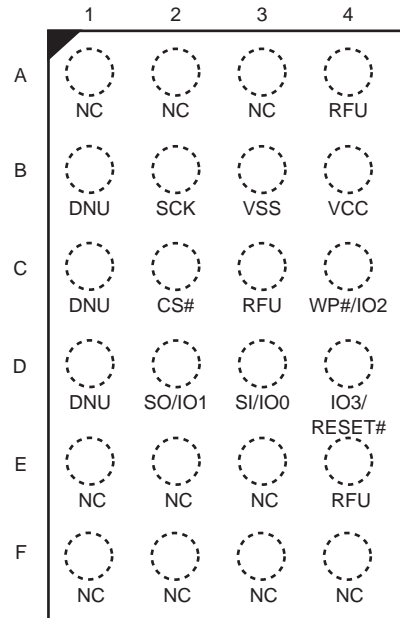 1 2 3 4
A
NC NC NC RFU
B
DNU SCK VSS VCC
C
DNU CS# RFU WP#/IO2
D
DNU SO/IO1 SI/IO0 IO3/
RESET#
E
NC NC NC RFU
F
NC NC NC NC